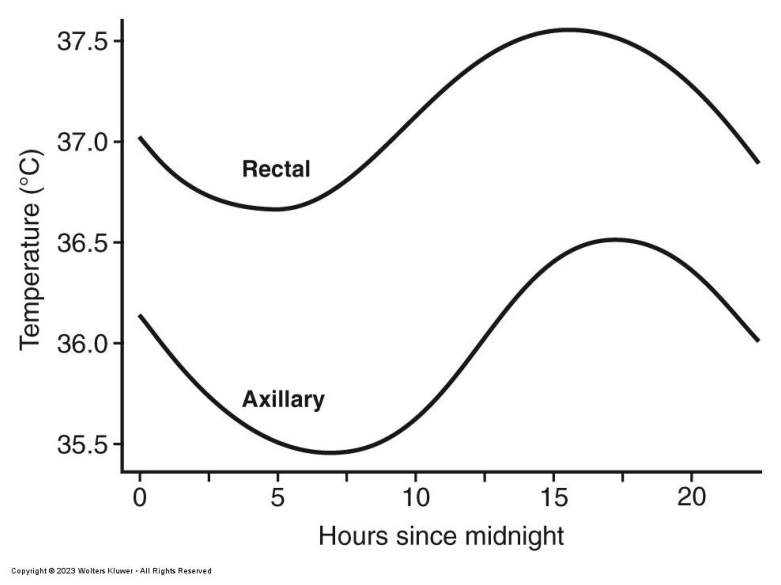 37.5
37.0
Rectal
36.5
Temperature (°C)
36.0
Axillary
35.5
0 5 10 15 20
Hours since midnight
Copyright © 2023 Wolters Kluwer - All Rights Reserved